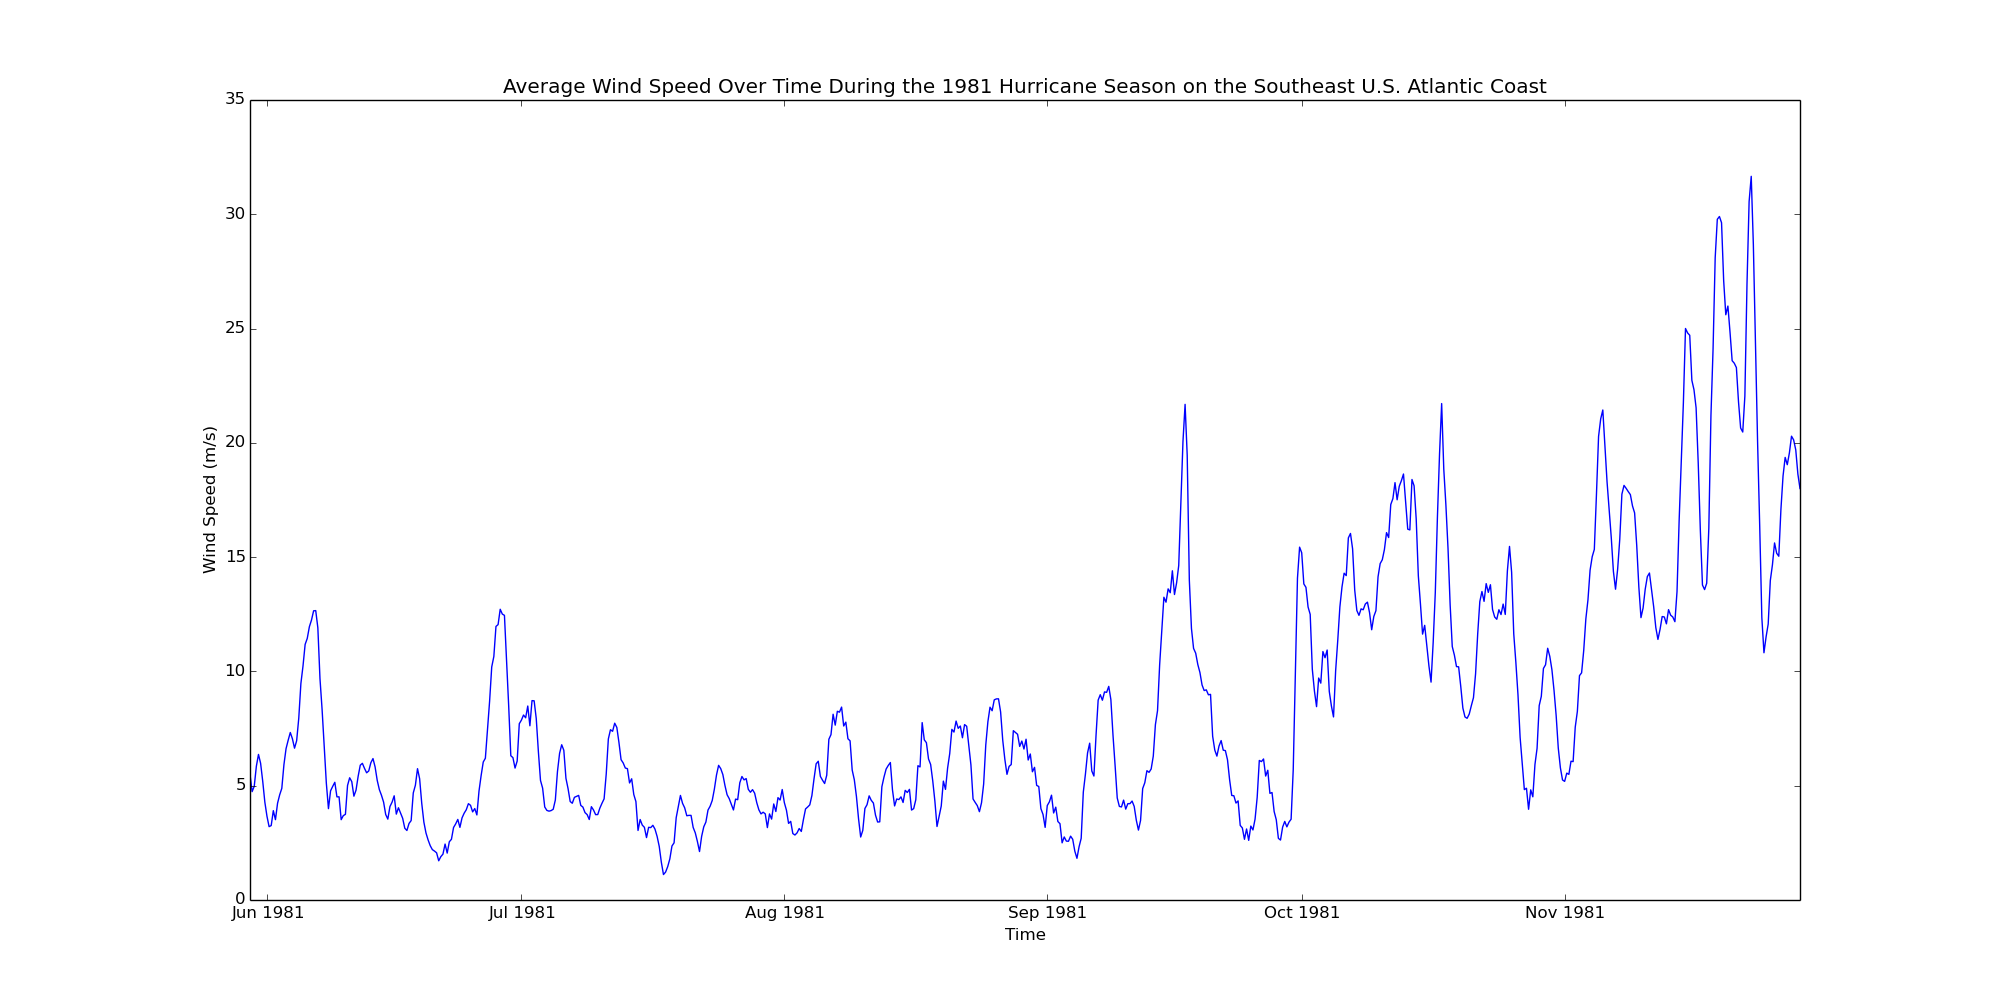 Average Wind Speed Over Time During the 1981 Hurricane Season on the Southeast U.S. Atlantic Coast
35
30
25
20
15
10
5
0
Wind Speed (m/s)
Jun 1981 Jul 1981 Aug 1981 Sep 1981 Oct 1981 Nov 1981
Time